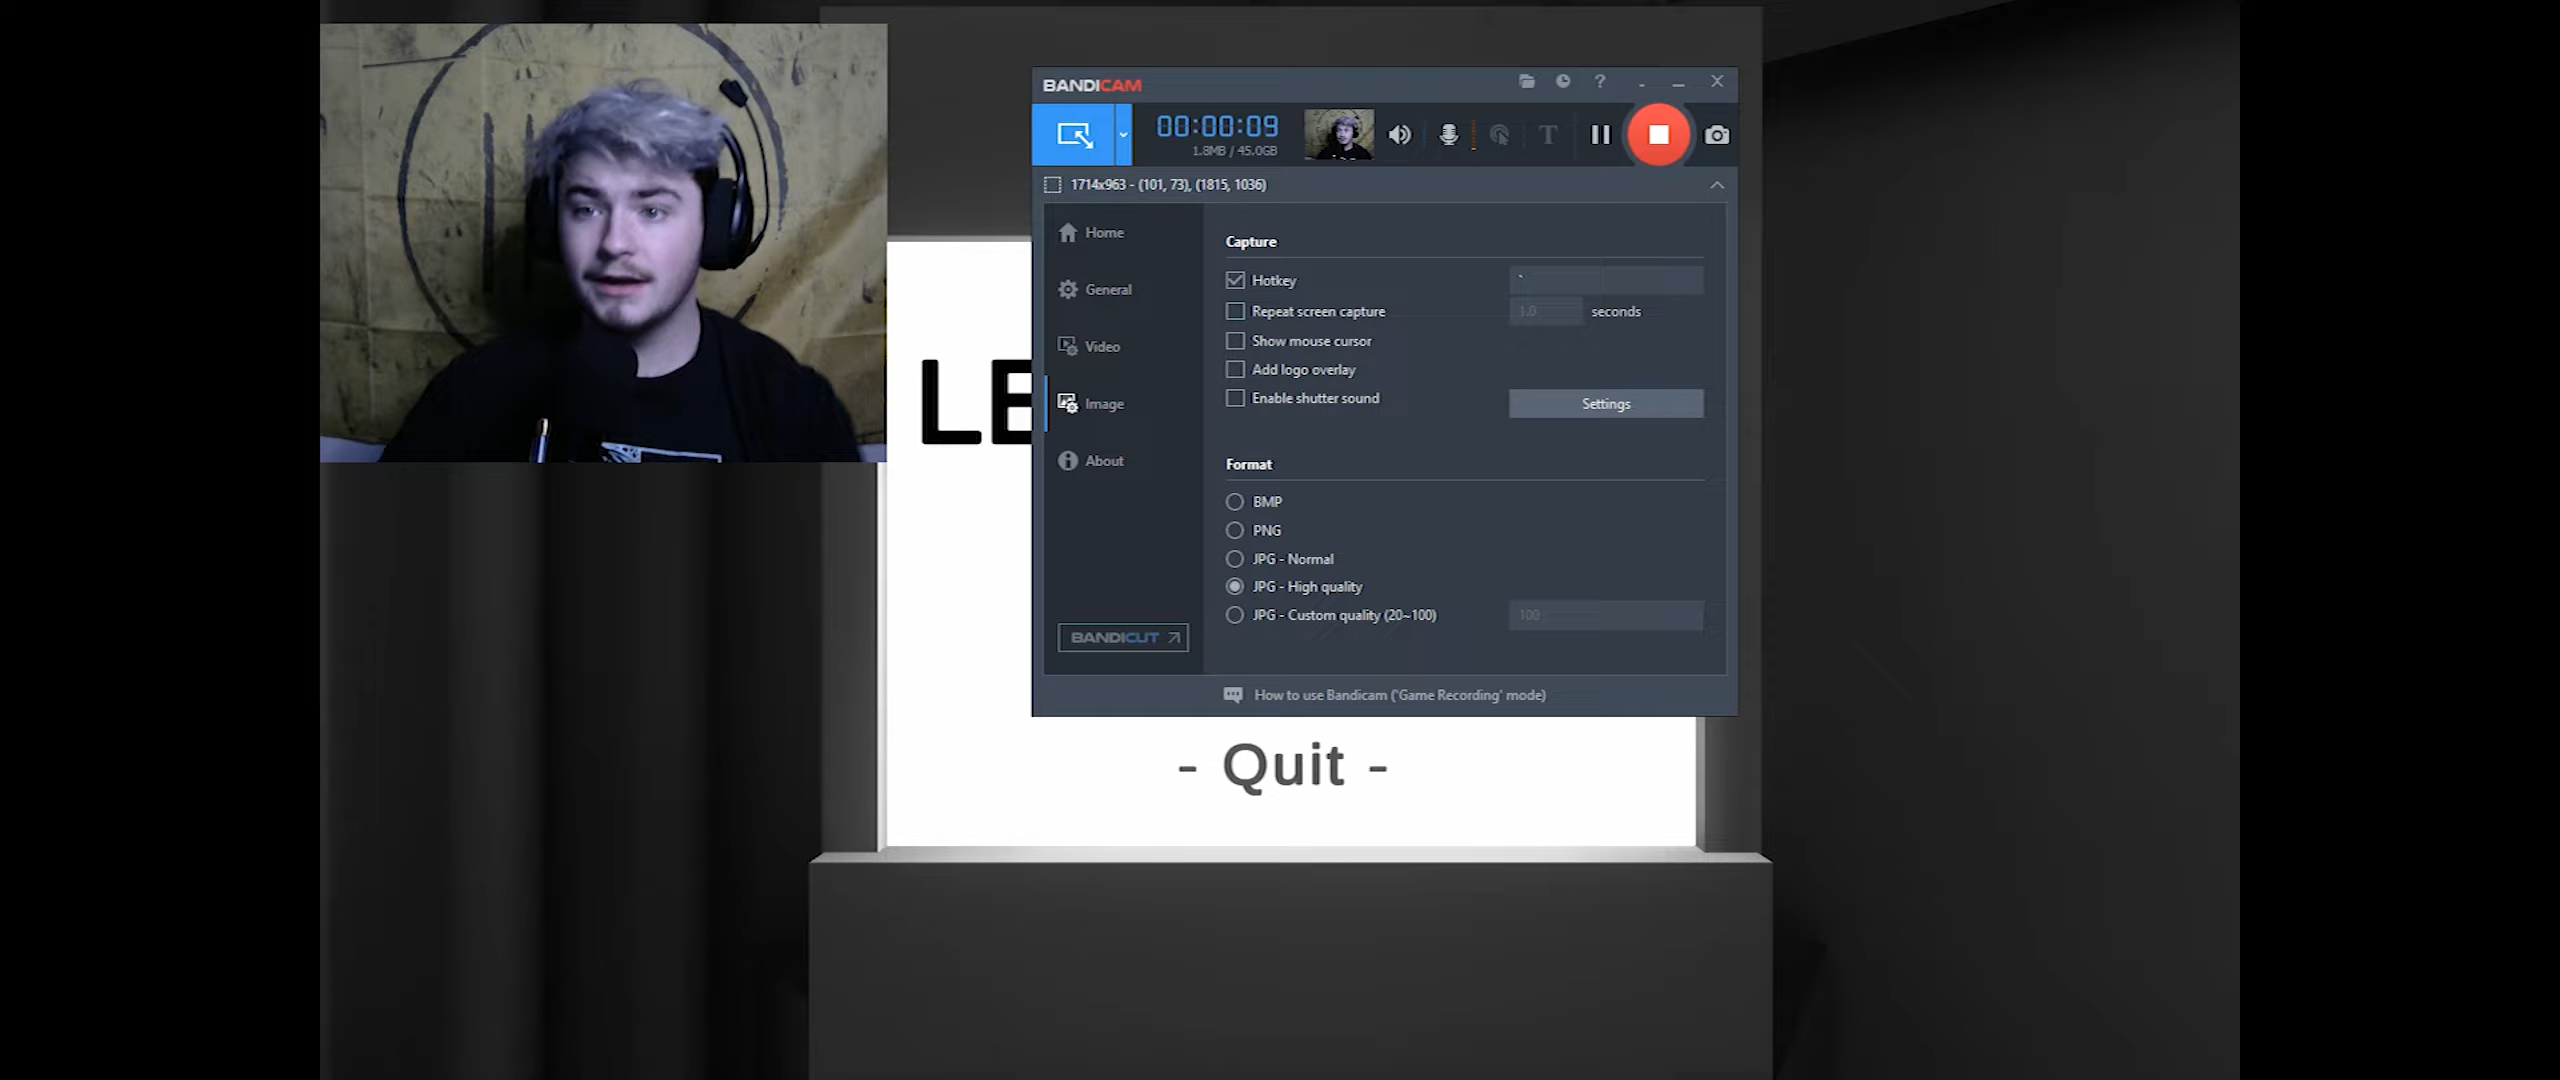 BANDICAM
00:00:09
1.8MB / 45.0GB
T
1714x963 - (101, 73), (1815, 1036)
Home
General
Video
Image
About
BANDICUT
Capture
Hotkey `
Repeat screen capture 1.0 seconds
Show mouse cursor
Add logo overlay
Enable shutter sound Settings
Format
BMP
PNG
JPG - Normal
JPG - High quality
JPG - Custom quality (20~100) 100
How to use Bandicam ('Game Recording' mode)
LE
- Quit -